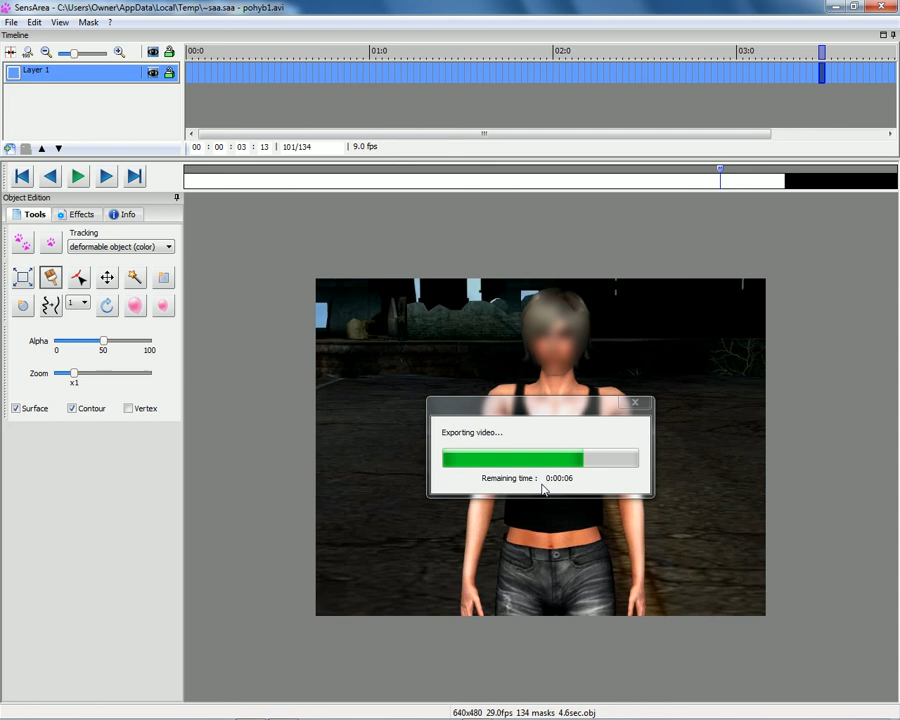 SensArea - C:\Users\Owner\AppData\Local\Temp\~saa.saa - pohyb1.avi
File Edit View Mask ?
Timeline
00:0 01:0 02:0 03:0
Layer 1
00 : 00 : 03 : 13 101/134 9.0 fps
Object Edition
Tools Effects Info
Tracking
deformable object (color)
1
Alpha
0 50 100
Zoom
x1
Surface Contour Vertex
Exporting video...
Remaining time : 0:00:06
640x480 29.0fps 134 masks 4.6sec.obj